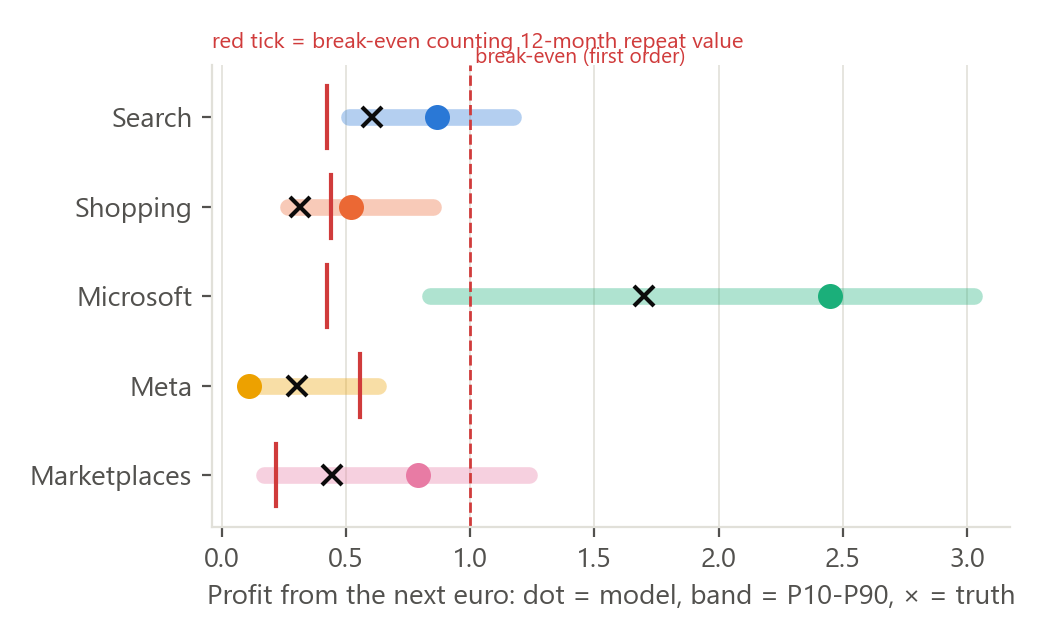 red tick = break-even counting 12-month repeat value
break-even (first order)
Search
Shopping
Microsoft
Meta
Marketplaces
0.0 0.5 1.0 1.5 2.0 2.5 3.0
Profit from the next euro: dot = model, band = P10-P90, × = truth